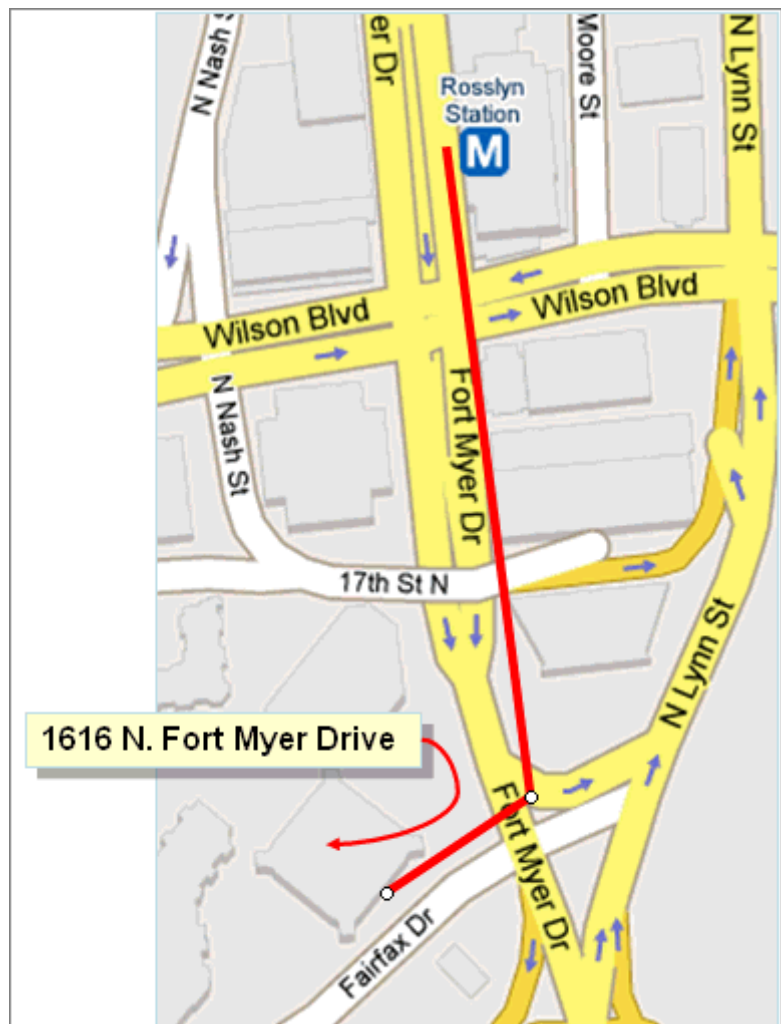 N Nash S
er Dr
Rosslyn
Station
M
Moore St
N Lynn St
Wilson Blvd
Wilson Blvd
N Nash St
Fort Myer Dr
17th St N
N Lynn St
1616 N. Fort Myer Drive
Fort Myer Dr
Fairfax Dr